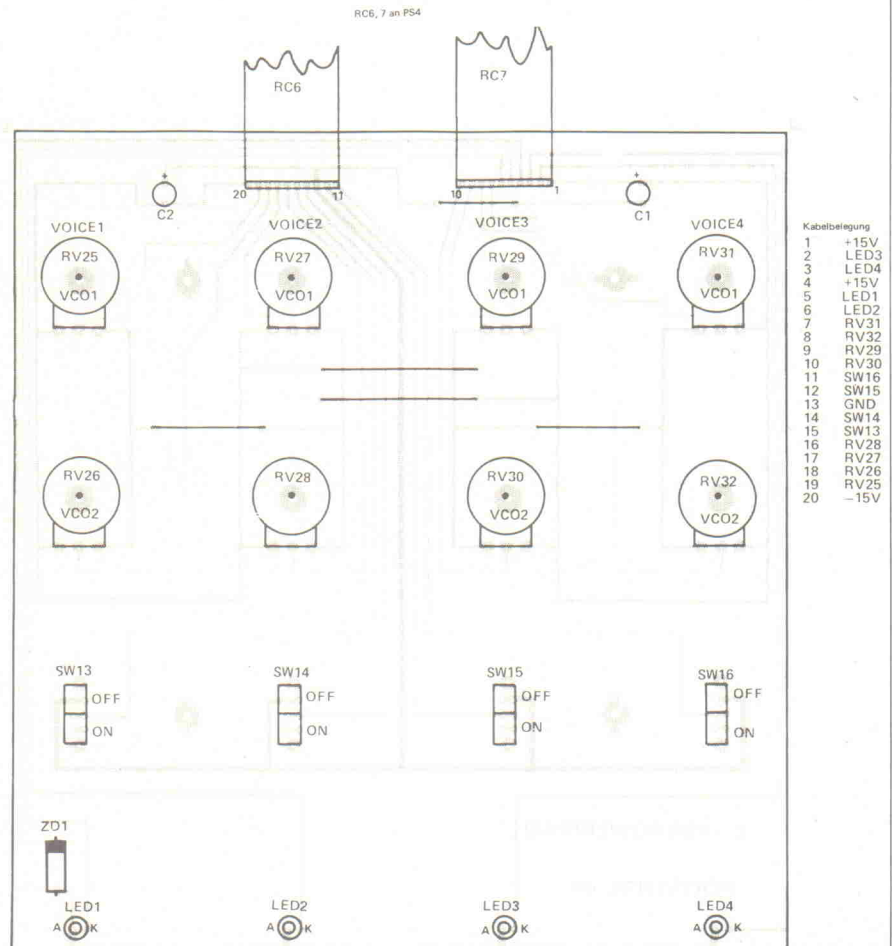 RC6, 7 an PS4
RC6
RC7
20 11
10 1
+
C2
+
C1
VOICE1 VOICE2 VOICE3 VOICE4
RV25 RV27 RV29 RV31
VCO1 VCO1 VCO1 VCO1
RV26 RV28 RV30 RV32
VCO2 VCO2 VCO2
SW13 SW14 SW15 SW16
OFF OFF OFF OFF
ON ON ON ON
ZD1
LED1 LED2 LED3 LED4
A K A K A K A K
Kabelbelegung
1 +15V
2 LED3
3 LED4
4 +15V
5 LED1
6 LED2
7 RV31
8 RV32
9 RV29
10 RV30
11 SW16
12 SW15
13 GND
14 SW14
15 SW13
16 RV28
17 RV27
18 RV26
19 RV25
20 −15V